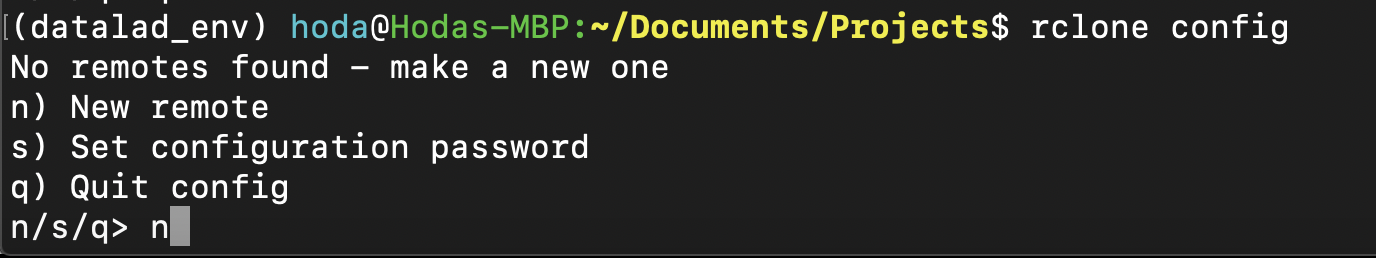 (datalad_env) hoda@Hodas-MBP:~/Documents/Projects$ rclone config
No remotes found - make a new one
n) New remote
s) Set configuration password
q) Quit config
n/s/q> n